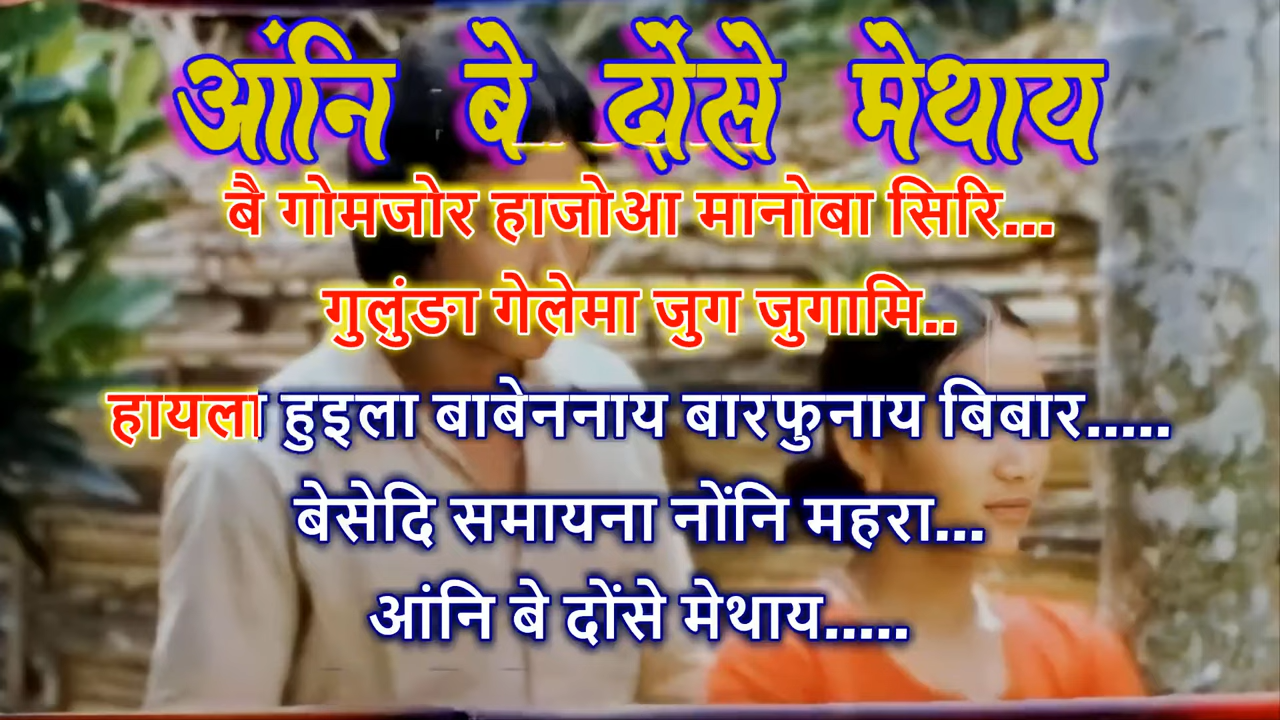 आंनि बे दोंसे मेथाय
बै गोमजोर हाजोआ मानोबा सिरि...
गुलुंङा गेलेमा जुग जुगामि..
हायला हुइला बाबेननाय बारफुनाय बिबार.....
बेसेदि समायना नोंनि महरा...
आंनि बे दोंसे मेथाय.....